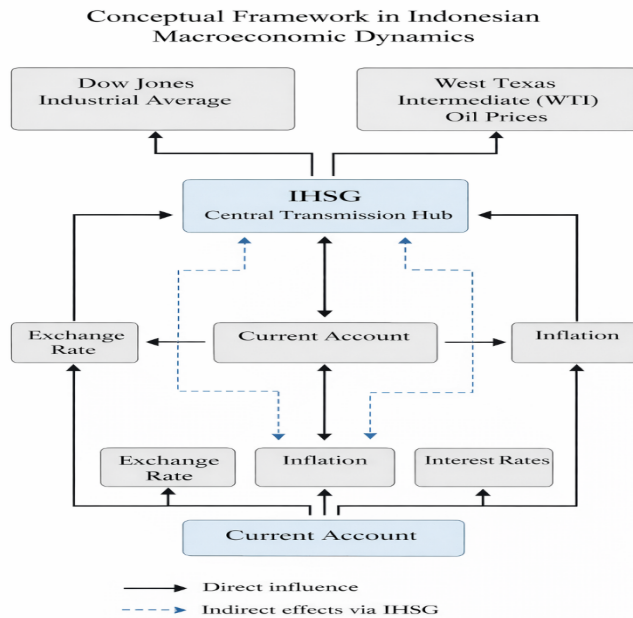 Conceptual Framework in Indonesian
Macroeconomic Dynamics
Dow Jones
Industrial Average
West Texas
Intermediate (WTI)
Oil Prices
IHSG
Central Transmission Hub
Exchange
Rate
Current Account
Inflation
Exchange
Rate
Inflation
Interest Rates
Current Account
Direct influence
Indirect effects via IHSG